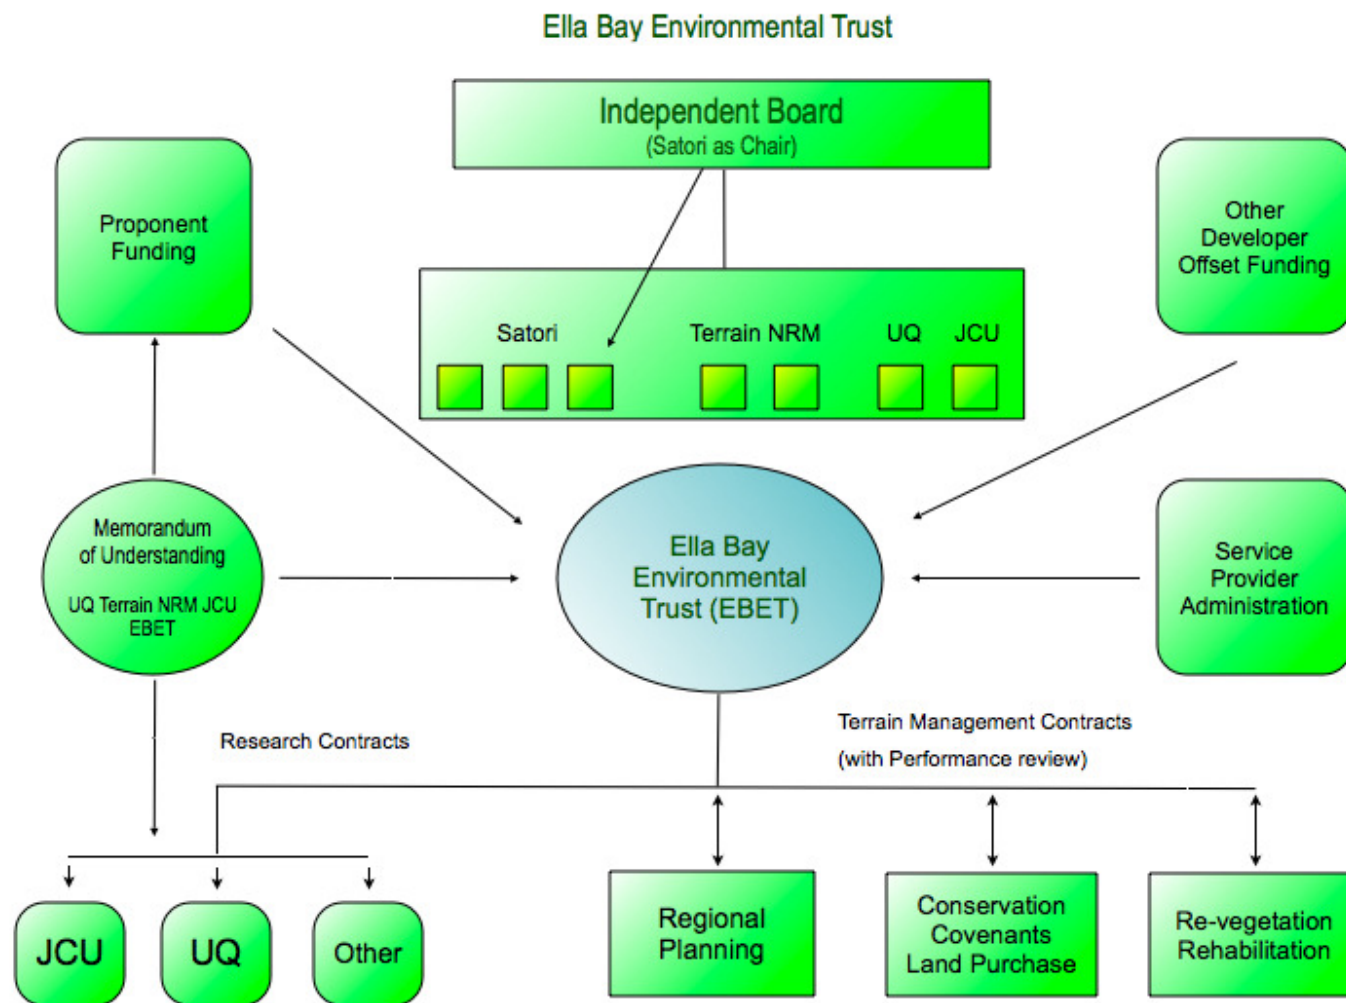 Ella Bay Environmental Trust
Independent Board
(Satori as Chair)
Proponent
Funding
Other
Developer
Offset Funding
Satori
Terrain NRM
UQ
JCU
Memorandum
of Understanding
UQ Terrain NRM JCU
EBET
Ella Bay
Environmental
Trust (EBET)
Service
Provider
Administration
Research Contracts
Terrain Management Contracts
(with Performance review)
JCU
UQ
Other
Regional
Planning
Conservation
Covenants
Land Purchase
Re-vegetation
Rehabilitation